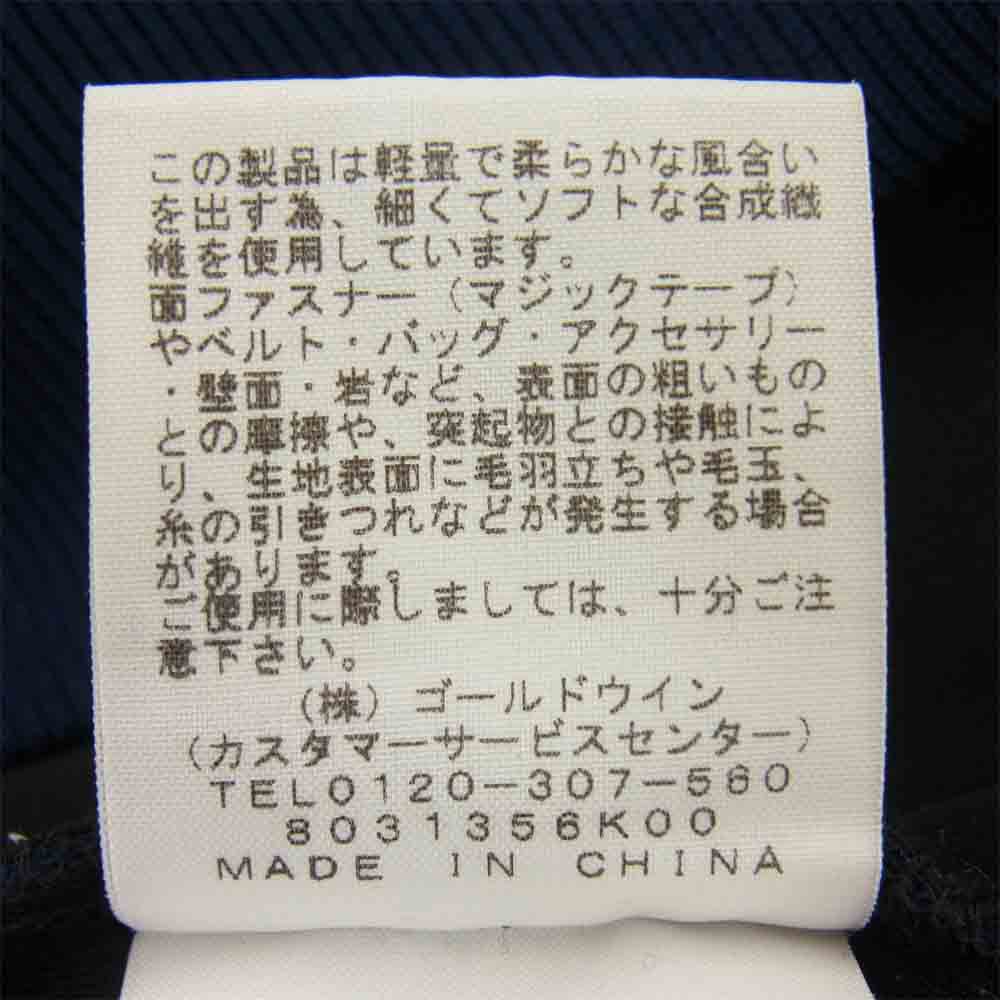 この製品は軽量で柔らかな風合い
を出す為、細くてソフトな合成繊
維を使用しています。
面ファスナー（マジックテープ）
やベルト・バッグ・アクセサリー
・壁面・岩など、表面の粗いもの
との摩擦や、突起物との接触によ
り、生地表面に毛羽立ちや毛玉、
糸の引きつれなどが発生する場合
があります。
ご使用に際しましては、十分ご注
意下さい。
（株）ゴールドウイン
（カスタマーサービスセンター）
TEL0120-307-560
8031356K00
MADE IN CHINA